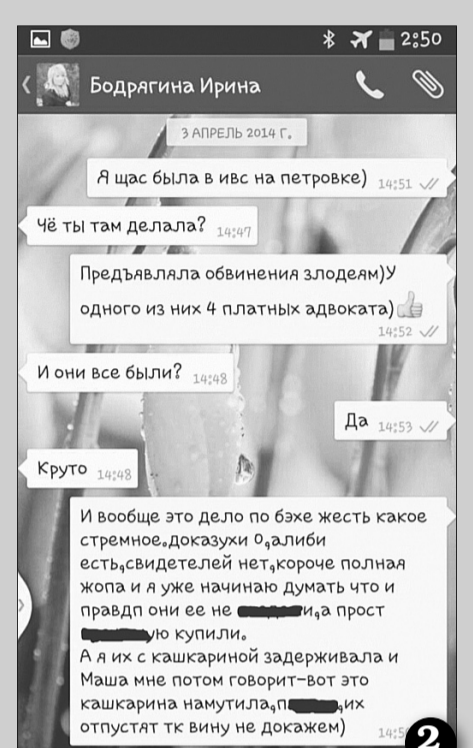 2:50
Бодрягина Ирина
3 АПРЕЛЬ 2014 Г.
Я щас была в ивс на петровке) 14:51
Чё ты там делала? 14:47
Предъявляла обвинения злодеям)У
одного из них 4 платных адвоката)
14:52
И они все были? 14:48
Да 14:53
Круто 14:48
И вообще это дело по бэхе жесть какое
стремное,доказухи 0,алиби
есть,свидетелей нет,короче полная
жопа и я уже начинаю думать что и
правдп они ее не и,а прост
ую купили.
А я их с кашкариной задерживала и
Маша мне потом говорит-вот это
кашкарина намутила,п ,их
отпустят тк вину не докажем)
2